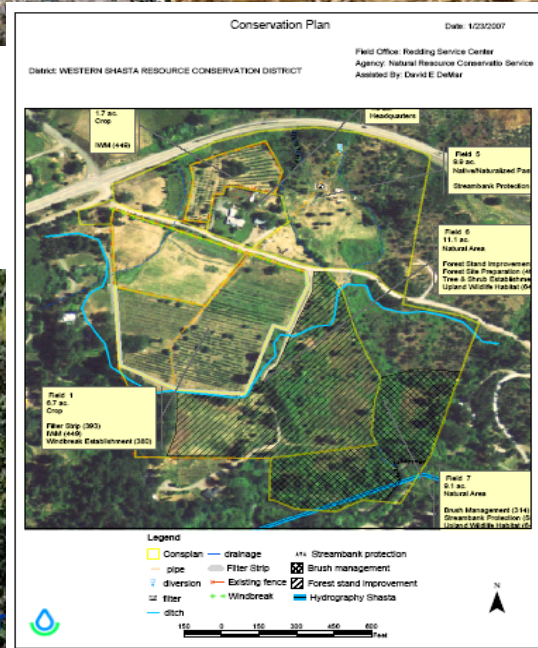 Conservation Plan
Date: 1/23/2007
Field Office: Redding Service Center
Agency: Natural Resource Conservatio Service
Assisted By: David E DeMar
District: WESTERN SHASTA RESOURCE CONSERVATION DISTRICT
1.7 ac.
Crop
IWM (449)
Headquarters
Field 5
9.9 ac.
Native/Naturalized Pas
Streambank Protection
Field 6
11.1 ac.
Natural Area
Forest Stand Improvemen
Forest Site Preparation (4
Tree & Shrub Establishme
Upland Wildlife Habitat (64
Field 1
6.7 ac.
Crop
Filter Strip (393)
IWM (449)
Windbreak Establishment (380)
Field 7
9.1 ac.
Natural Area
Brush Management (314)
Streambank Protection (5
Upland Wildlife Habitat (6
Legend
Consplan
pipe
diversion
filter
ditch
drainage
Filter Strip
Existing fence
Windbreak
Streambank protection
Brush management
Forest stand improvement
Hydrography Shasta
N
150 0 150 300 450 600
Feet